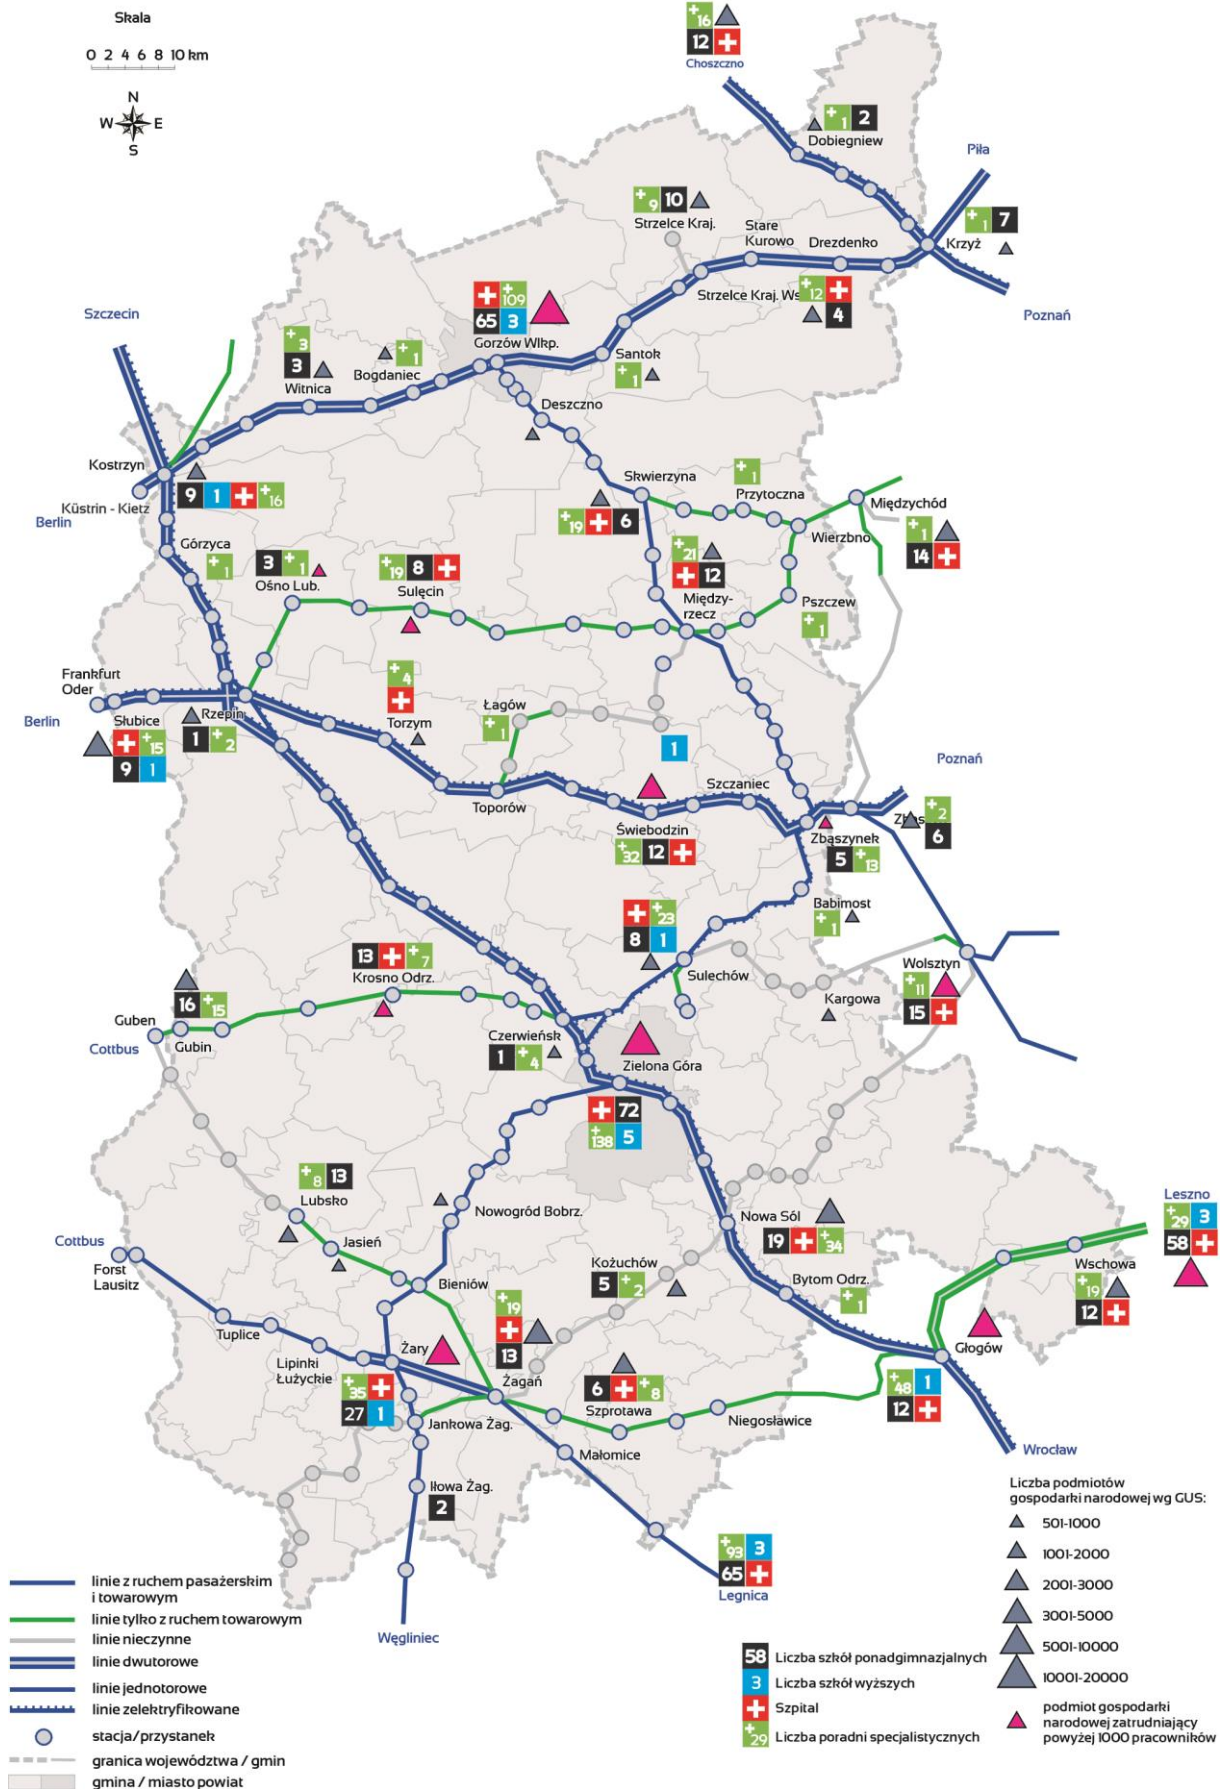 Skala
0 2 4 6 8 10 km
N
W E
S
16
12
Choszczno
1 2
Dobiegniew
Piła
1 7
Krzyż
9 10
Strzelce Kraj.
Stare
Kurowo
Drezdenko
Strzelce Kraj. Ws
12
4
Poznań
Szczecin
109
65 3
Gorzów Wlkp.
3
3
Witnica
1
Bogdaniec
Santok
1
Deszczno
Kostrzyn
Küstrin - Kietz
9 1 16
Berlin
Skwierzyna
19 6
1
Przytoczna
Międzychód
Wierzbno
1
14
Górzyca
1
3 1
Ośno Lub.
19 8
Sulęcin
21
12
Między-
rzecz
Pszczew
1
Frankfurt
Oder
Berlin
Słubice
15
9 1
Rzepin
1 2
4
Torzym
Łagów
1
1
Toporów
Szczaniec
Świebodzin
32 12
Poznań
2
6
Zbąszynek
5 13
Babimost
1
23
8 1
Sulechów
Kargowa
Wolsztyn
11
15
13 7
Krosno Odrz.
16 15
Guben
Gubin
Cottbus
Czerwieńsk
1 4
Zielona Góra
72
138 5
8 13
Lubsko
Jasień
Nowogród Bobrz.
Nowa Sól
19 34
Leszno
29 3
58
Cottbus
Forst
Lausitz
Bieniów
Kożuchów
5 2
Bytom Odrz.
1
Wschowa
19
12
Tuplice
Lipinki
Łużyckie
Żary
35
27 1
19
13
Żagań
6 8
Szprotawa
Głogów
48 1
12
Jankowa Żag.
Niegosławice
Małomice
Wrocław
Iłowa Żag.
2
93 3
65
Legnica
Węgliniec
Liczba podmiotów
gospodarki narodowej wg GUS:
501-1000
1001-2000
2001-3000
3001-5000
5001-10000
10001-20000
podmiot gospodarki
narodowej zatrudniający
powyżej 1000 pracowników
linie z ruchem pasażerskim
i towarowym
linie tylko z ruchem towarowym
linie nieczynne
linie dwutorowe
linie jednotorowe
linie zelektryfikowane
stacja/przystanek
granica województwa / gmin
gmina / miasto powiat
58 Liczba szkół ponadgimnazjalnych
3 Liczba szkół wyższych
Szpital
29 Liczba poradni specjalistycznych